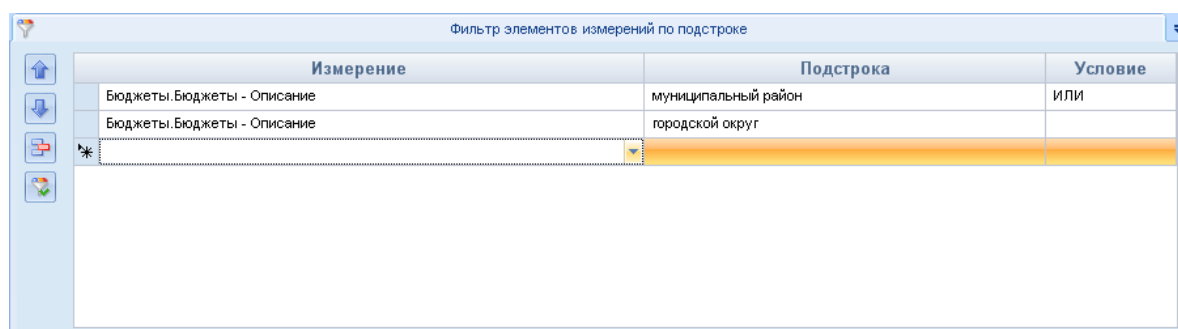 Фильтр элементов измерений по подстроке
Измерение Подстрока Условие
Бюджеты.Бюджеты - Описание муниципальный район ИЛИ
Бюджеты.Бюджеты - Описание городской округ